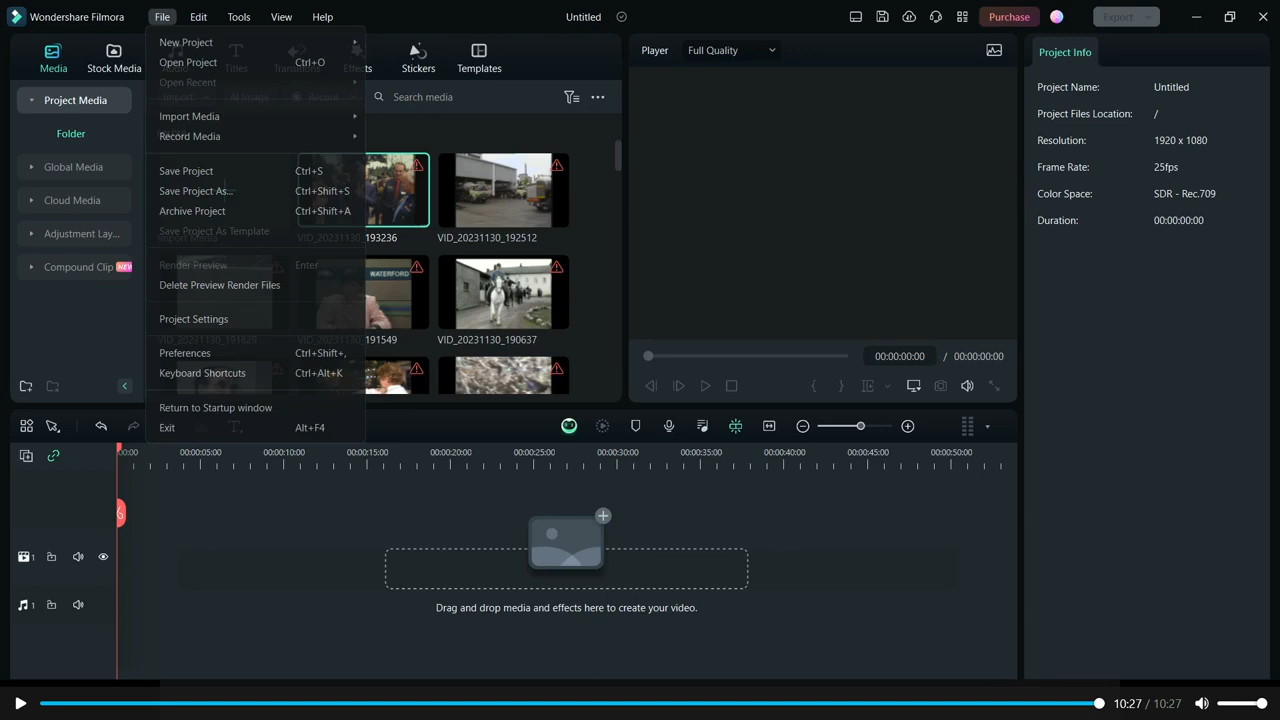 Wondershare Filmora
File
Edit
Tools
View
Help
Untitled
Purchase
Export
Media
Stock Media
Audio
Titles
Transitions
Effects
Stickers
Templates
New Project
Open Project Ctrl+O
Open Recent
Import Media
Record Media
Save Project Ctrl+S
Save Project As... Ctrl+Shift+S
Archive Project Ctrl+Shift+A
Save Project As Template
Render Preview Enter
Delete Preview Render Files
Project Settings
Preferences Ctrl+Shift+,
Keyboard Shortcuts Ctrl+Alt+K
Return to Startup window
Exit Alt+F4
Project Media
Folder
Global Media
Cloud Media
Adjustment Lay...
Compound Clip NEW
Import
AI Image
Record
Search media
Import Media
VID_20231130_193236
VID_20231130_192512
WATERFORD
VID_20231130_191629
VID_20231130_191549
VID_20231130_190637
Player
Full Quality
00:00:00:00 / 00:00:00:00
Project Info
Project Name: Untitled
Project Files Location: /
Resolution: 1920 x 1080
Frame Rate: 25fps
Color Space: SDR - Rec.709
Duration: 00:00:00:00
:00:00
00:00:05:00
00:00:10:00
00:00:15:00
00:00:20:00
00:00:25:00
00:00:30:00
00:00:35:00
00:00:40:00
00:00:45:00
00:00:50:00
1
1
Drag and drop media and effects here to create your video.
10:27 / 10:27